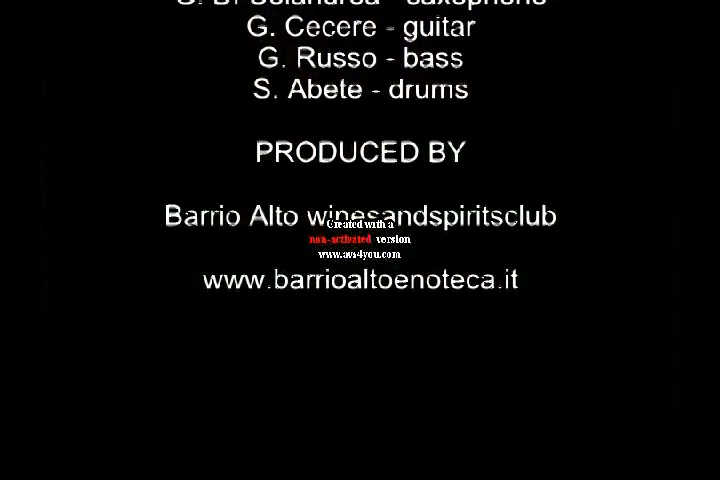 G. Cecere - guitar
G. Russo - bass
S. Abete - drums
PRODUCED BY
Barrio Alto winesandspiritsclub
Created with a
non-activated version
www.avs4you.com
www.barrioaltoenoteca.it